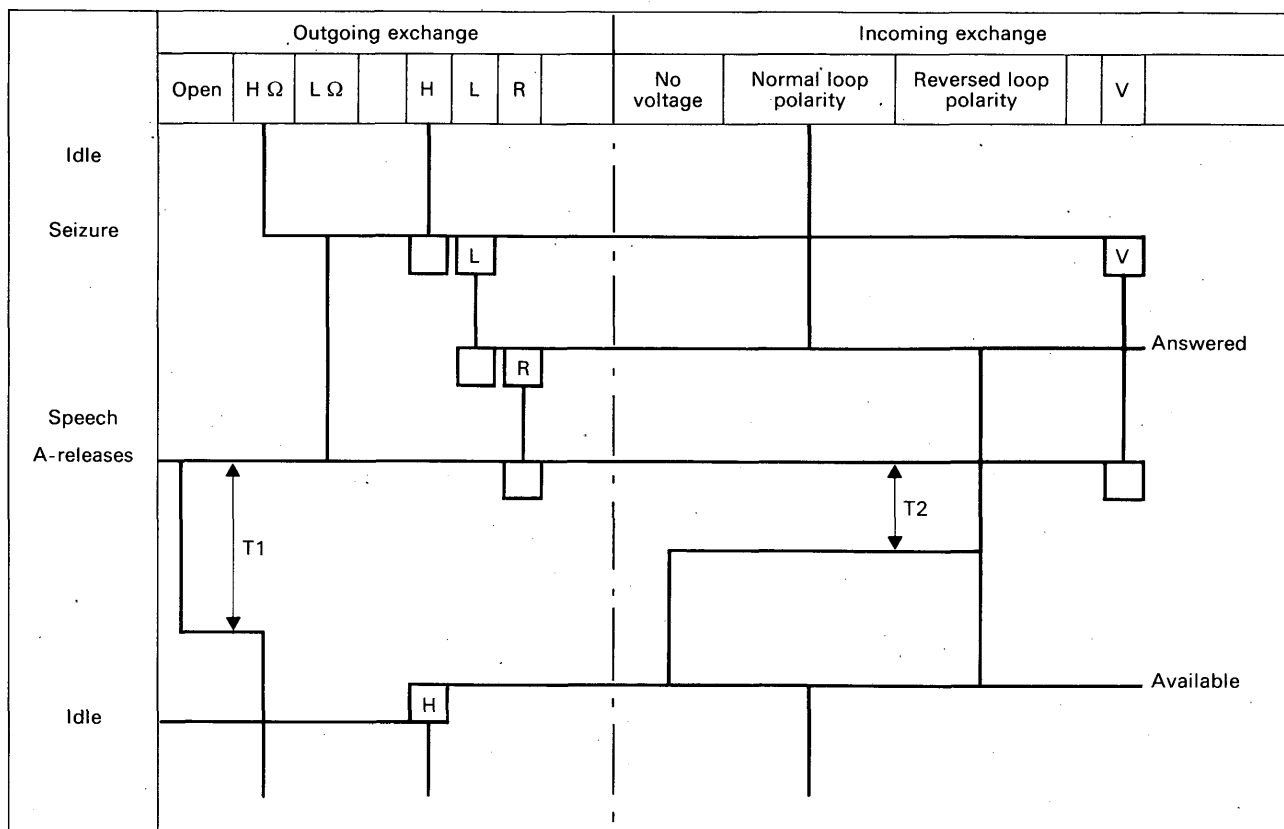 Outgoing exchange Incoming exchange
Open H Ω L Ω H L R No voltage Normal loop polarity Reversed loop polarity V
Idle
Seizure
L V
Answered
R
Speech
A-releases
T2
T1
Available
H
Idle